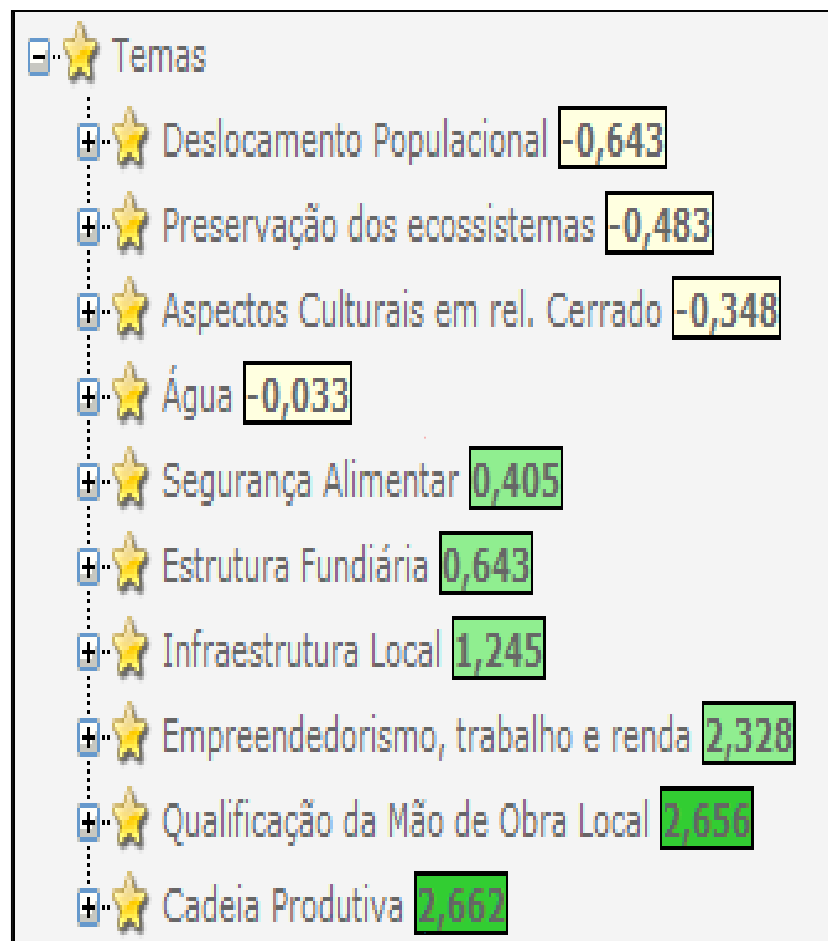 Temas
Deslocamento Populacional -0,643
Preservação dos ecossistemas -0,483
Aspectos Culturais em rel. Cerrado -0,348
Água -0,033
Segurança Alimentar 0,405
Estrutura Fundiária 0,643
Infraestrutura Local 1,245
Empreendedorismo, trabalho e renda 2,328
Qualificação da Mão de Obra Local 2,656
Cadeia Produtiva 2,662